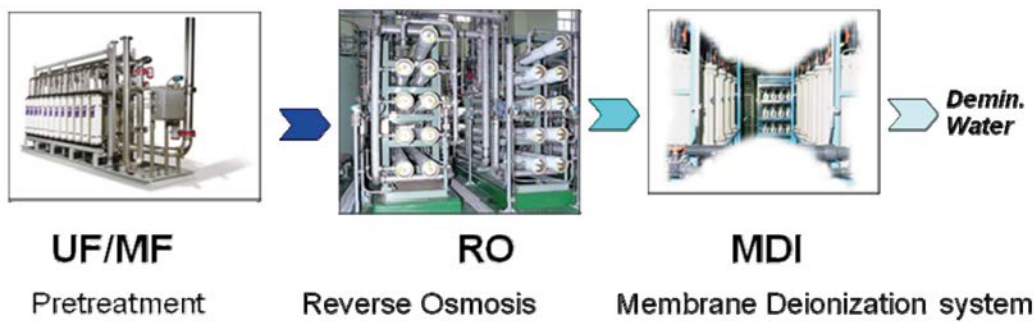 Demin.
Water
UF/MF
RO
MDI
Pretreatment
Reverse Osmosis
Membrane Deionization system